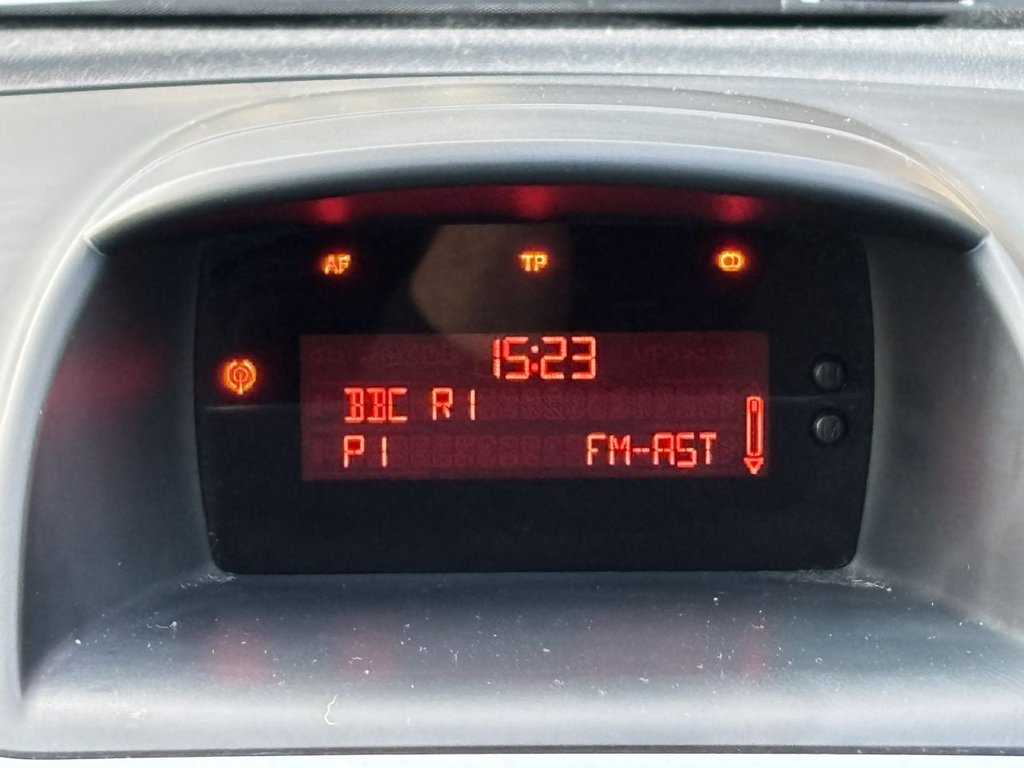 AF TP
15:23
BBC R1
P1 FM-AST
H
M